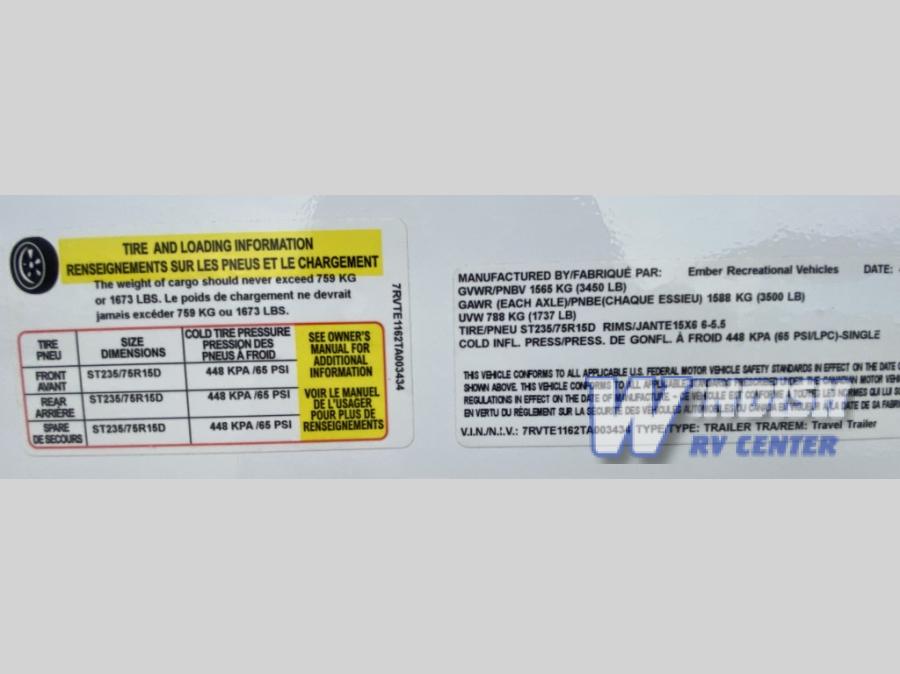 TIRE AND LOADING INFORMATION
RENSEIGNEMENTS SUR LES PNEUS ET LE CHARGEMENT
The weight of cargo should never exceed 759 KG
or 1673 LBS. Le poids de chargement ne devrait
jamais excéder 759 KG ou 1673 LBS.
TIRE PNEU SIZE DIMENSIONS COLD TIRE PRESSURE PRESSION DES PNEUS À FROID
FRONT AVANT ST235/75R15D 448 KPA /65 PSI
REAR ARRIÈRE ST235/75R15D 448 KPA /65 PSI
SPARE DE SECOURS ST235/75R15D 448 KPA /65 PSI
SEE OWNER'S
MANUAL FOR
ADDITIONAL
INFORMATION
VOIR LE MANUEL
DE L'USAGER
POUR PLUS DE
RENSEIGNEMENTS
7RVTE1162TA003434
MANUFACTURED BY/FABRIQUÉ PAR: Ember Recreational Vehicles DATE:
GVWR/PNBV 1565 KG (3450 LB)
GAWR (EACH AXLE)/PNBE(CHAQUE ESSIEU) 1588 KG (3500 LB)
UVW 788 KG (1737 LB)
TIRE/PNEU ST235/75R15D RIMS/JANTE15X6 6-5.5
COLD INFL. PRESS/PRESS. DE GONFL. À FROID 448 KPA (65 PSI/LPC)-SINGLE
THIS VEHICLE CONFORMS TO ALL APPLICABLE U.S. FEDERAL MOTOR VEHICLE SAFETY STANDARDS IN EFFECT ON THE DATE
SHOWN ABOVE. THIS VEHICLE CONFORMS TO ALL APPLICABLE STANDARDS PRESCRIBED UNDER THE CANADIAN MOTOR
REGULATIONS IN EFFECT ON THE DATE OF MANUFACTURE
EN VERTU DU RÈGLEMENT SUR LA SÉCURITÉ DES VÉHICULES AUTOMOBILES DU CANADA EN VIGUEUR À LA DATE DE SA
V.I.N./N.I.V.: 7RVTE1162TA003434 TYPE/TYPE: TRAILER TRA/REM: Travel Trailer
WILKINS
RV CENTER